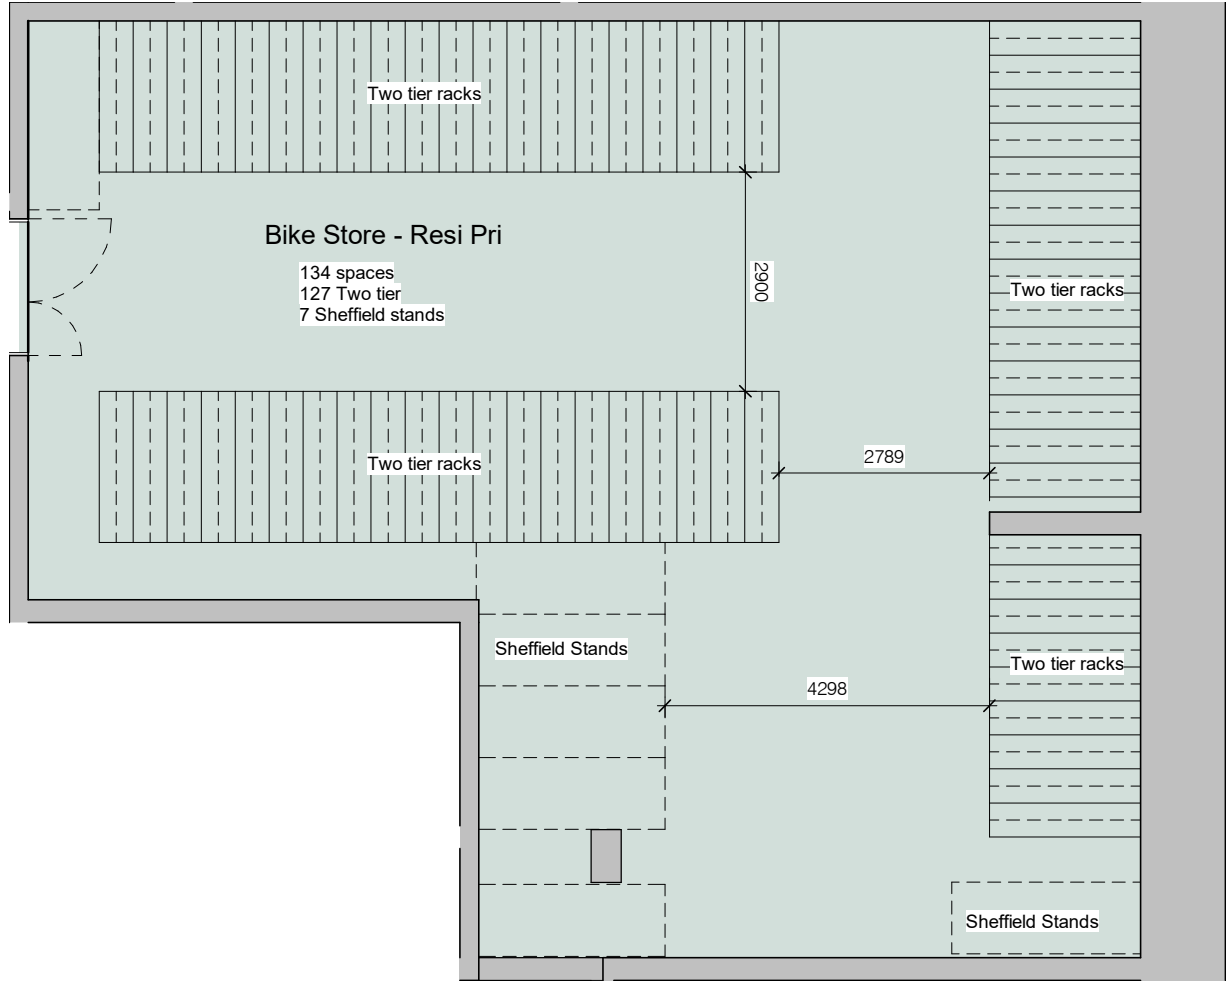 Two tier racks
Bike Store - Resi Pri
134 spaces
127 Two tier
7 Sheffield stands
2900
Two tier racks
Two tier racks
2789
Sheffield Stands
Two tier racks
4298
Sheffield Stands